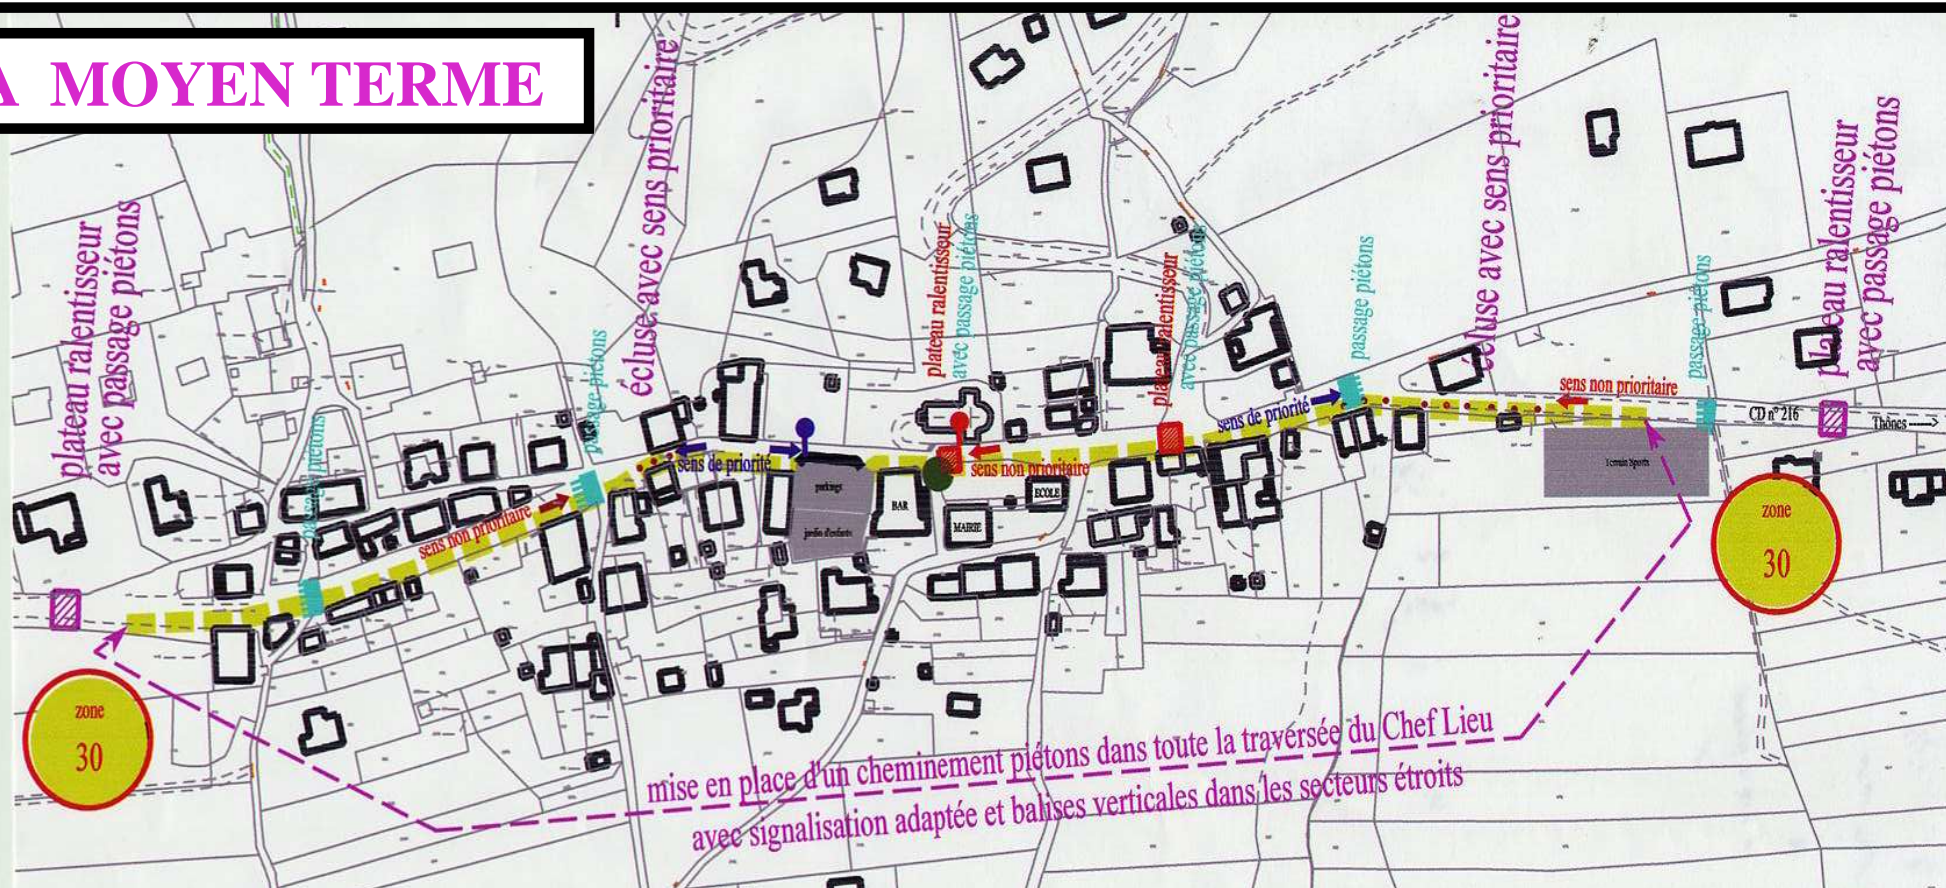 A MOYEN TERME
plateau ralentisseur
avec passage piétons
passage piétons
passage piétons
écluse avec sens prioritaire
plateau ralentisseur
avec passage piétons
plateau ralentisseur
avec passage piétons
passage piétons
écluse avec sens prioritaire
passage piétons
plateau ralentisseur
avec passage piétons
sens non prioritaire
sens de priorité
sens non prioritaire
sens de priorité
sens non prioritaire
CD n° 216
Thônes ----->
parkings
jardin d'enfants
BAR
MAIRIE
ECOLE
Terrain Sports
zone
30
zone
30
mise en place d'un cheminement piétons dans toute la traversée du Chef Lieu
avec signalisation adaptée et balises verticales dans les secteurs étroits